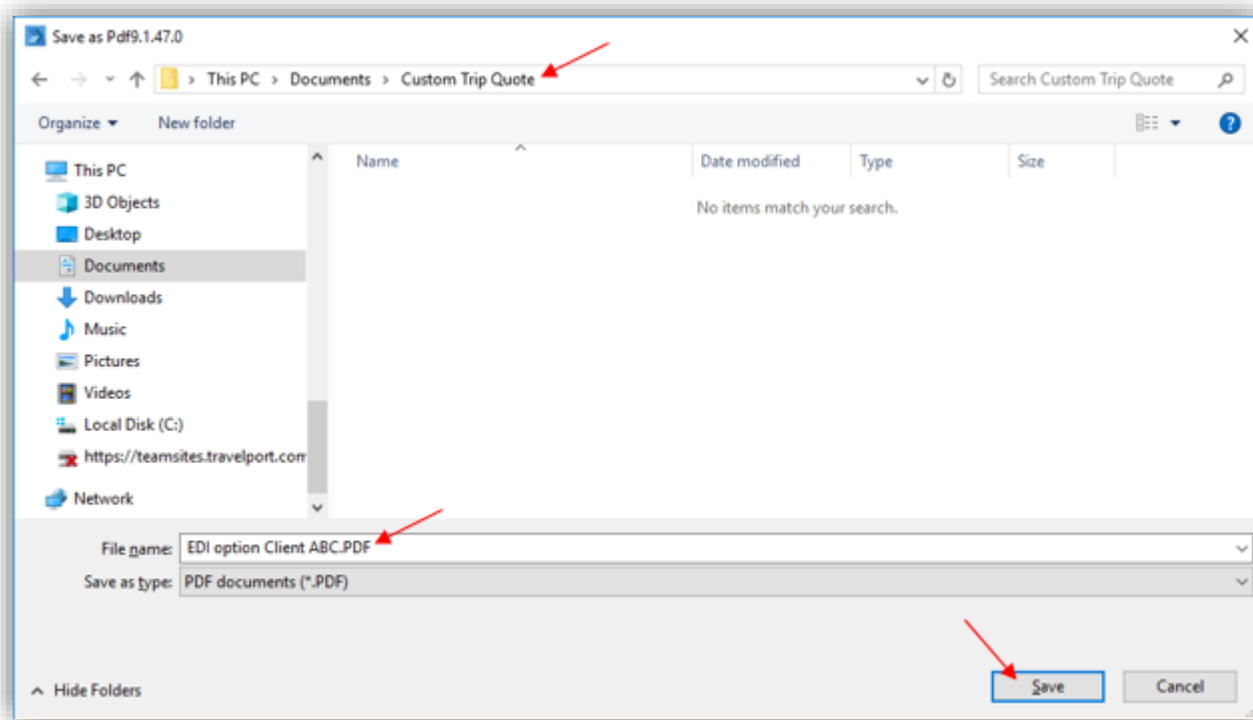 Save as Pdf9.1.47.0
This PC > Documents > Custom Trip Quote
Search Custom Trip Quote
Organize
New folder
Name
Date modified
Type
Size
No items match your search.
This PC
3D Objects
Desktop
Documents
Downloads
Music
Pictures
Videos
Local Disk (C:)
https://teamsites.travelport.com
Network
File name: EDI option Client ABC.PDF
Save as type: PDF documents (*.PDF)
Hide Folders
Save
Cancel